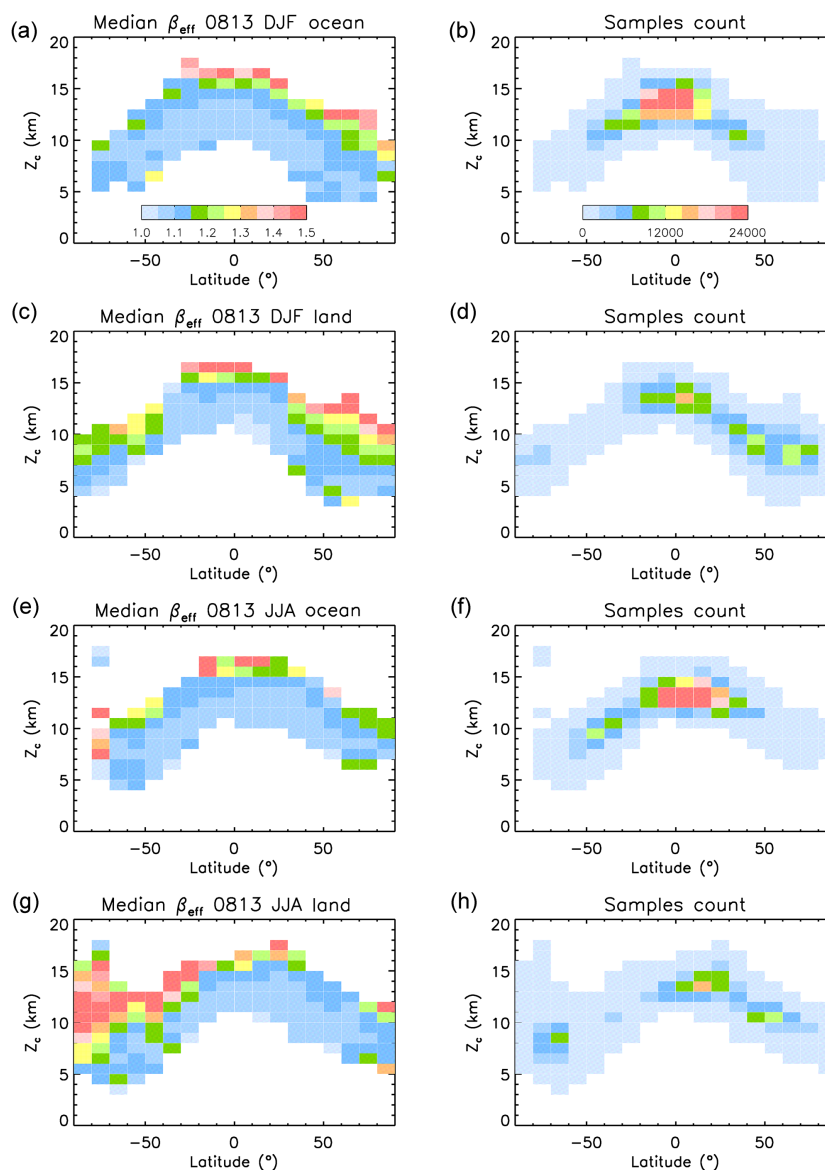 (a) Median βeff 0813 DJF ocean
20
15
10
5
0
Zc (km)
1.0 1.1 1.2 1.3 1.4 1.5
−50 0 50
Latitude (°)
(b) Samples count
20
15
10
5
0
Zc (km)
0 12000 24000
−50 0 50
Latitude (°)
(c) Median βeff 0813 DJF land
20
15
10
5
0
Zc (km)
−50 0 50
Latitude (°)
(d) Samples count
20
15
10
5
0
Zc (km)
−50 0 50
Latitude (°)
(e) Median βeff 0813 JJA ocean
20
15
10
5
0
Zc (km)
−50 0 50
Latitude (°)
(f) Samples count
20
15
10
5
0
Zc (km)
−50 0 50
Latitude (°)
(g) Median βeff 0813 JJA land
20
15
10
5
0
Zc (km)
−50 0 50
Latitude (°)
(h) Samples count
20
15
10
5
0
Zc (km)
−50 0 50
Latitude (°)